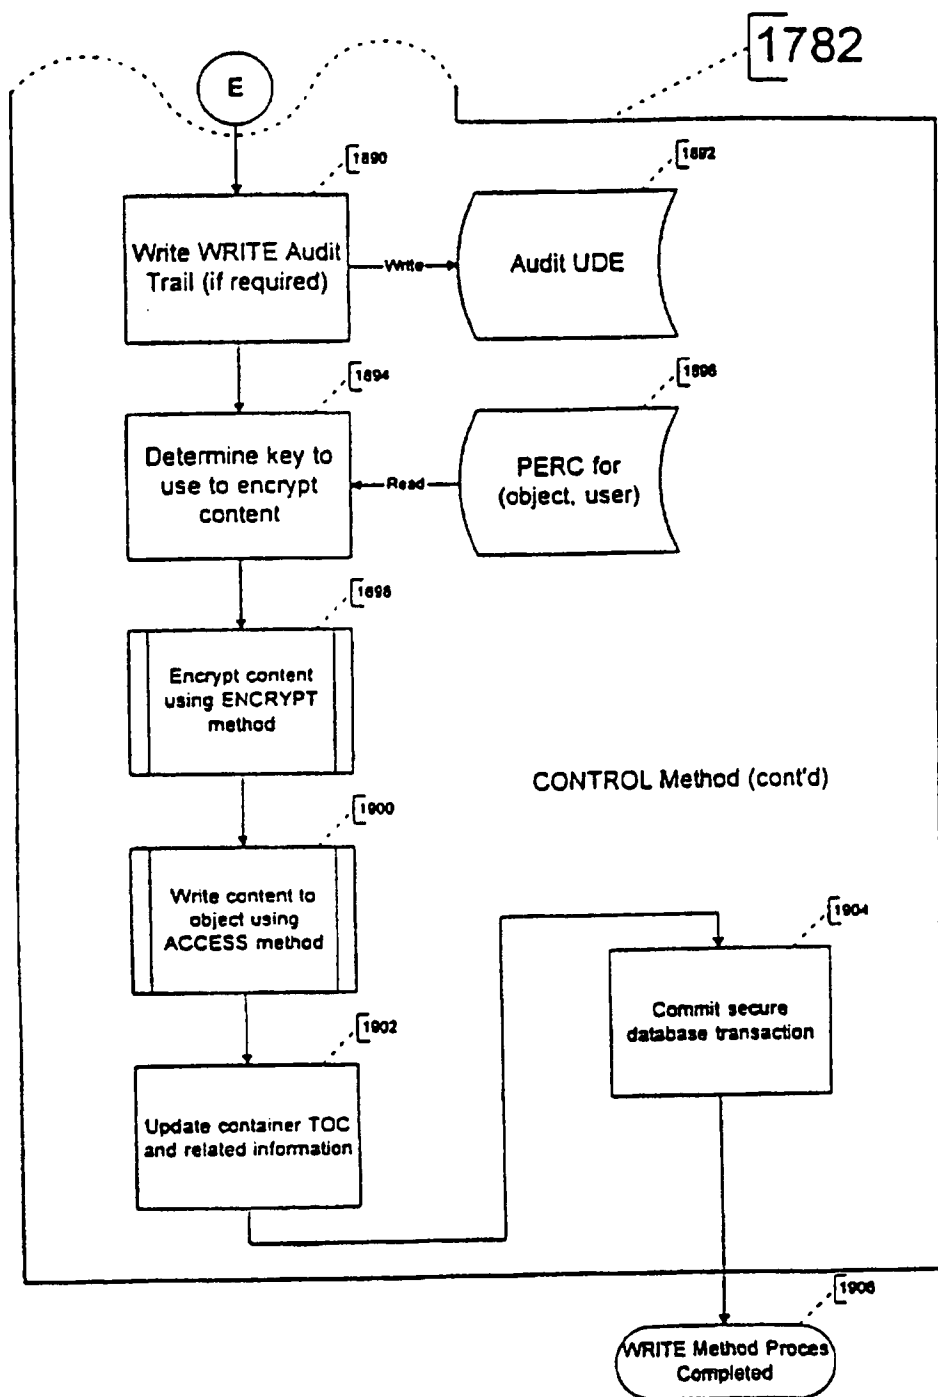 1782
E
1890
Write WRITE Audit
Trail (if required)
Write
1892
Audit UDE
1894
Determine key to
use to encrypt
content
Read
1896
PERC for
(object, user)
1898
Encrypt content
using ENCRYPT
method
CONTROL Method (cont'd)
1900
Write content to
object using
ACCESS method
1902
Update container TOC
and related information
1904
Commit secure
database transaction
1906
WRITE Method Proces
Completed